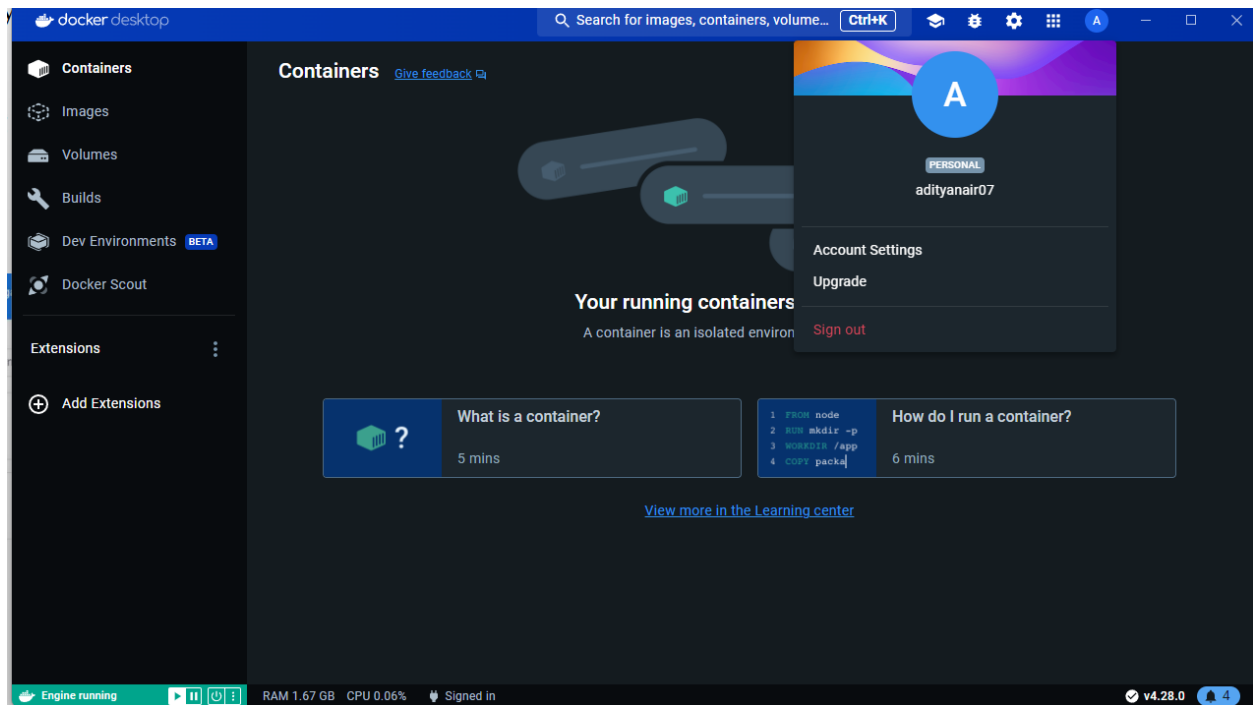 docker desktop
Search for images, containers, volume... Ctrl+K
A
Containers
Images
Volumes
Builds
Dev Environments BETA
Docker Scout
Extensions
Add Extensions
Containers Give feedback
Your running containers
A container is an isolated environ
What is a container?
5 mins
?
1 FROM node
2 RUN mkdir -p
3 WORKDIR /app
4 COPY packa
How do I run a container?
6 mins
View more in the Learning center
A
PERSONAL
adityanair07
Account Settings
Upgrade
Sign out
Engine running
RAM 1.67 GB CPU 0.06% Signed in
v4.28.0
4